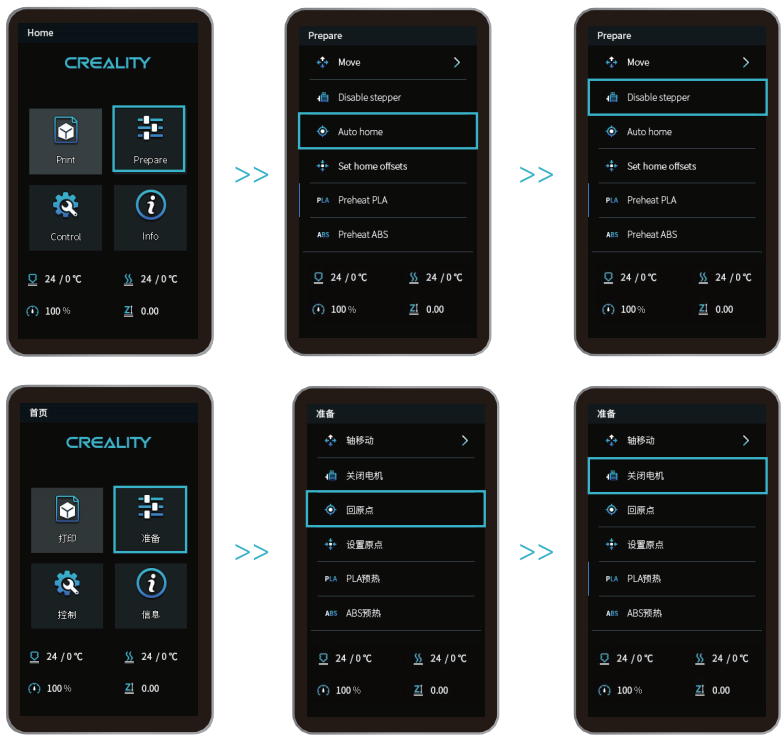 Home
CREALITY
Print
Prepare
Control
Info
24 / 0 ℃
24 / 0 ℃
100 %
Z 0.00
>>
Prepare
Move
Disable stepper
Auto home
Set home offsets
PLA Preheat PLA
ABS Preheat ABS
24 / 0 ℃
24 / 0 ℃
100 %
Z 0.00
>>
Prepare
Move
Disable stepper
Auto home
Set home offsets
PLA Preheat PLA
ABS Preheat ABS
24 / 0 ℃
24 / 0 ℃
100 %
Z 0.00
首页
CREALITY
打印
准备
控制
信息
24 / 0 ℃
24 / 0 ℃
100 %
Z 0.00
>>
准备
轴移动
关闭电机
回原点
设置原点
PLA PLA预热
ABS ABS预热
24 / 0 ℃
24 / 0 ℃
100 %
Z 0.00
>>
准备
轴移动
关闭电机
回原点
设置原点
PLA PLA预热
ABS ABS预热
24 / 0 ℃
24 / 0 ℃
100 %
Z 0.00